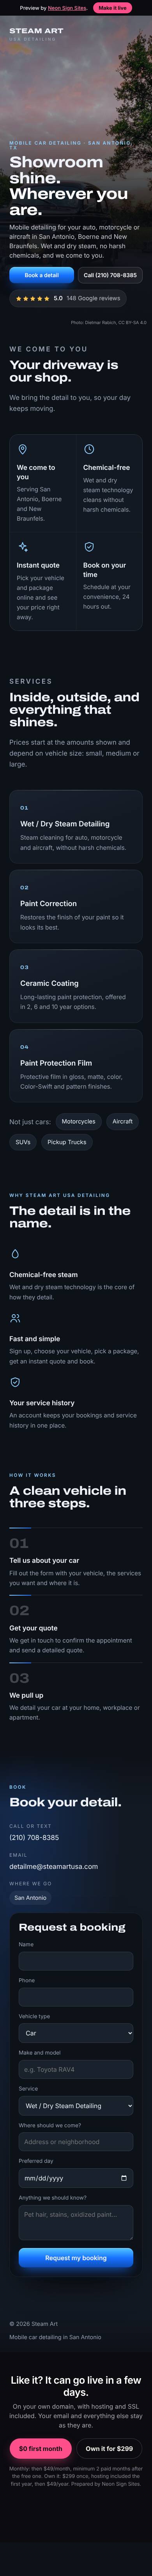 Preview by Neon Sign Sites. Make it live
STEAM ART
MOBILE CAR DETAILING · SAN ANTONIO,
TX
Showroom
shine.
Wherever you
are.
Mobile detailing for your auto, motorcycle or
aircraft in San Antonio, Boerne and New
Braunfels. Wet and dry steam, no harsh
chemicals, and we come to you.
Book a detail Call (210) 708-8385
★★★★★ 5.0 148 Google reviews
Photo: Dietmar Rabich, CC BY-SA 4.0
WE COME TO YOU
Your driveway is
our shop.
We bring the detail to you, so your day
keeps moving.
We come to
you
Serving San
Antonio, Boerne
and New
Braunfels.
Chemical-free
Wet and dry
steam technology
cleans without
harsh chemicals.
Instant quote
Pick your vehicle
and package
online and see
your price right
away.
Book on your
time
Schedule at your
convenience, 24
hours out.
SERVICES
Inside, outside, and
everything that
shines.
Prices start at the amounts shown and
depend on vehicle size: small, medium or
large.
01
Wet / Dry Steam Detailing
Steam cleaning for auto, motorcycle
and aircraft, without harsh chemicals.
02
Paint Correction
Restores the finish of your paint so it
looks its best.
03
Ceramic Coating
Long-lasting paint protection, offered
in 2, 6 and 10 year options.
04
Paint Protection Film
Protective film in gloss, matte, color,
Color-Swift and pattern finishes.
Not just cars: Motorcycles Aircraft
SUVs Pickup Trucks
WHY STEAM ART USA DETAILING
The detail is in the
name.
Chemical-free steam
Wet and dry steam technology is the core of
how they detail.
Fast and simple
Sign up, choose your vehicle, pick a package,
get an instant quote and book.
Your service history
An account keeps your bookings and service
history in one place.
HOW IT WORKS
A clean vehicle in
three steps.
01
Tell us about your car
Fill out the form with your vehicle, the services
you want and where it is.
02
Get your quote
We get in touch to confirm the appointment
and send a detailed quote.
03
We pull up
We detail your car at your home, workplace or
apartment.
BOOK
Book your detail.
CALL OR TEXT
(210) 708-8385
EMAIL
detailme@steamartusa.com
WHERE WE GO
San Antonio
Request a booking
Name
Phone
Vehicle type
Car
Make and model
e.g. Toyota RAV4
Service
Wet / Dry Steam Detailing
Where should we come?
Address or neighborhood
Preferred day
mm/dd/yyyy
Anything we should know?
Pet hair, stains, oxidized paint...
Request my booking
© 2026 Steam Art
Mobile car detailing in San Antonio
Like it? It can go live in a few
days.
On your own domain, with hosting and SSL
included. Your email and everything else stay
as they are.
$0 first month Own it for $299
Monthly: then $49/month, minimum 2 paid months after
the free one. Own it: $299 once, hosting included the
first year, then $49/year. Prepared by Neon Sign Sites.